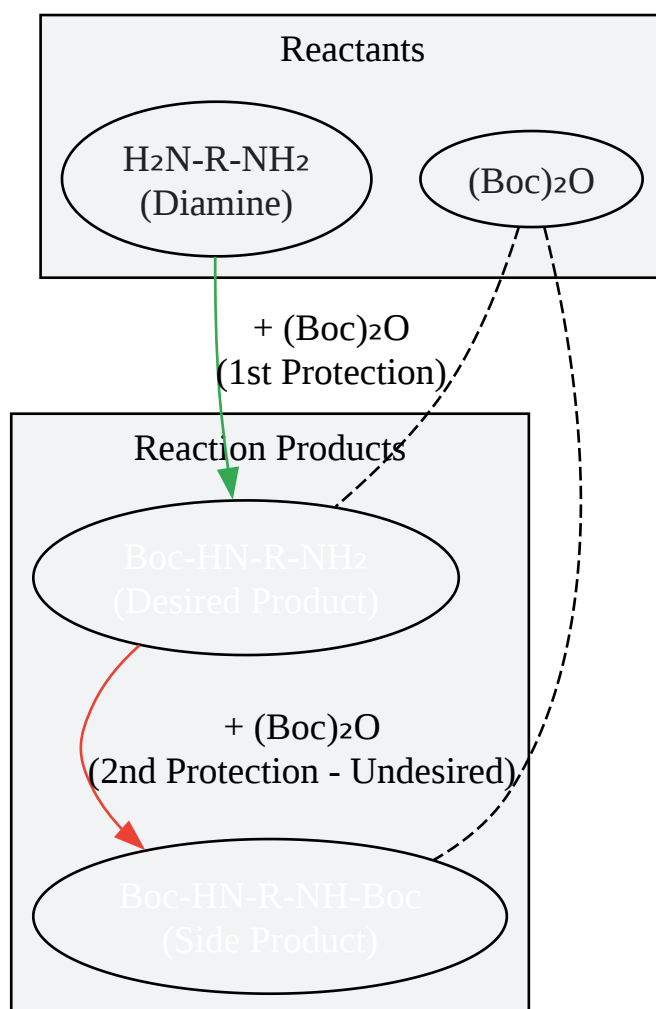 Reactants
H₂N-R-NH₂
(Diamine)
(Boc)₂O
+ (Boc)₂O
(1st Protection)
Reaction Products
Boc-HN-R-NH₂
(Desired Product)
+ (Boc)₂O
(2nd Protection - Undesired)
Boc-HN-R-NH-Boc
(Side Product)